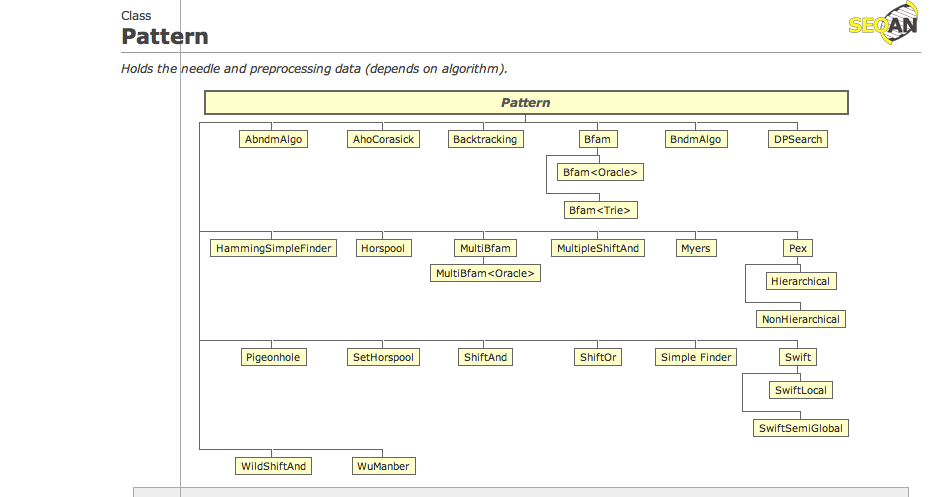 Class
SEQAN
Pattern
Holds the needle and preprocessing data (depends on algorithm).
Pattern
AbndmAlgo AhoCorasick Backtracking Bfam BndmAlgo DPSearch
Bfam<Oracle>
Bfam<Trie>
HammingSimpleFinder Horspool MultiBfam MultipleShiftAnd Myers Pex
MultiBfam<Oracle>
Hierarchical
NonHierarchical
Pigeonhole SetHorspool ShiftAnd ShiftOr Simple Finder Swift
SwiftLocal
SwiftSemiGlobal
WildShiftAnd WuManber